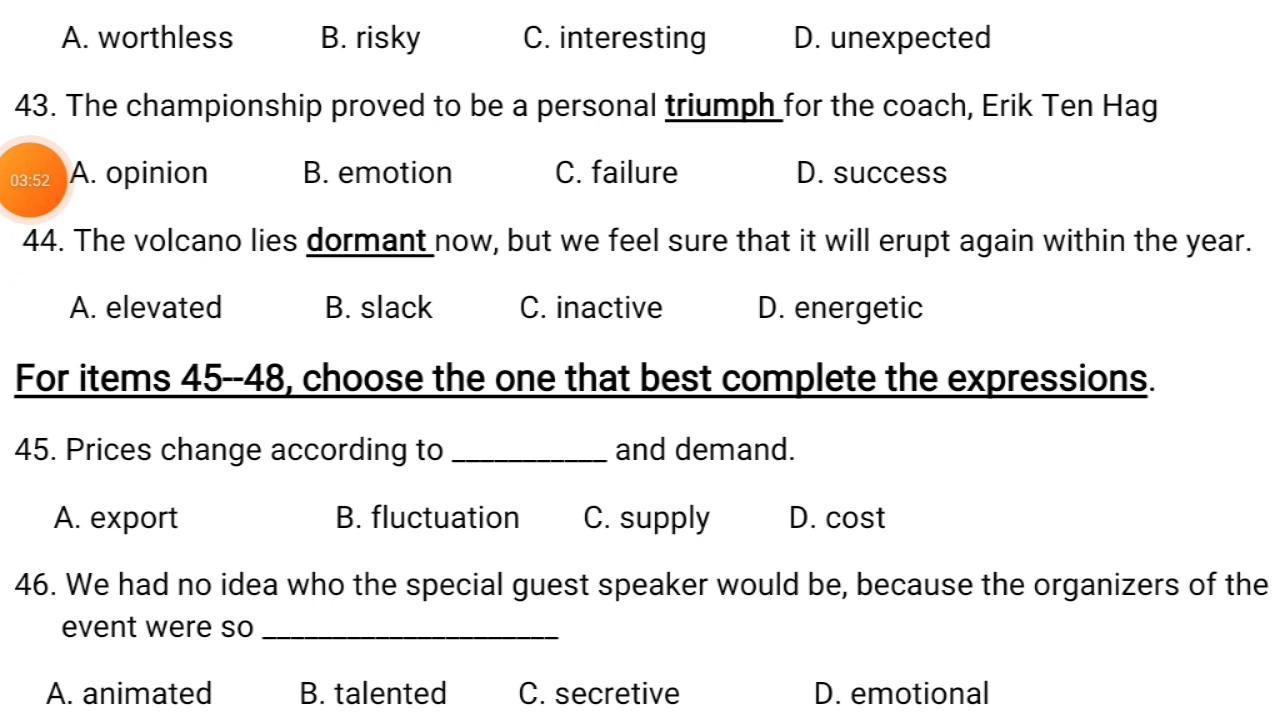 A. worthless B. risky C. interesting D. unexpected
43. The championship proved to be a personal triumph for the coach, Erik Ten Hag
03:52 A. opinion B. emotion C. failure D. success
44. The volcano lies dormant now, but we feel sure that it will erupt again within the year.
A. elevated B. slack C. inactive D. energetic
For items 45--48, choose the one that best complete the expressions.
45. Prices change according to ___________ and demand.
A. export B. fluctuation C. supply D. cost
46. We had no idea who the special guest speaker would be, because the organizers of the
event were so _____________________
A. animated B. talented C. secretive D. emotional